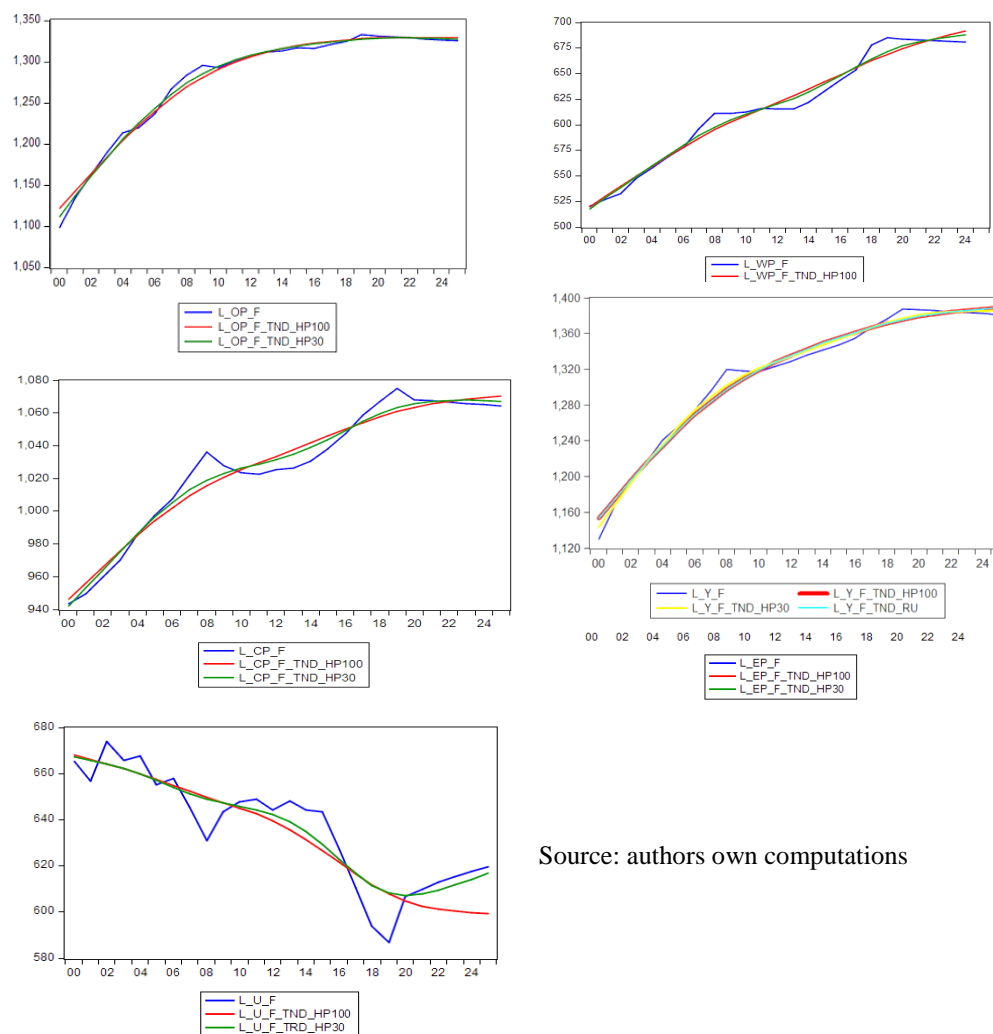 1,350
1,300
1,250
1,200
1,150
1,100
1,050
00 02 04 06 08 10 12 14 16 18 20 22 24
L_OP_F
L_OP_F_TND_HP100
L_OP_F_TND_HP30
700
675
650
625
600
575
550
525
500
00 02 04 06 08 10 12 14 16 18 20 22 24
L_WP_F
L_WP_F_TND_HP100
1,080
1,060
1,040
1,020
1,000
980
960
940
00 02 04 06 08 10 12 14 16 18 20 22 24
L_CP_F
L_CP_F_TND_HP100
L_CP_F_TND_HP30
1,400
1,360
1,320
1,280
1,240
1,200
1,160
1,120
00 02 04 06 08 10 12 14 16 18 20 22 24
L_Y_F L_Y_F_TND_HP100
L_Y_F_TND_HP30 L_Y_F_TND_RU
00 02 04 06 08 10 12 14 16 18 20 22 24
L_EP_F
L_EP_F_TND_HP100
L_EP_F_TND_HP30
680
660
640
620
600
580
00 02 04 06 08 10 12 14 16 18 20 22 24
L_U_F
L_U_F_TND_HP100
L_U_F_TRD_HP30
Source: authors own computations